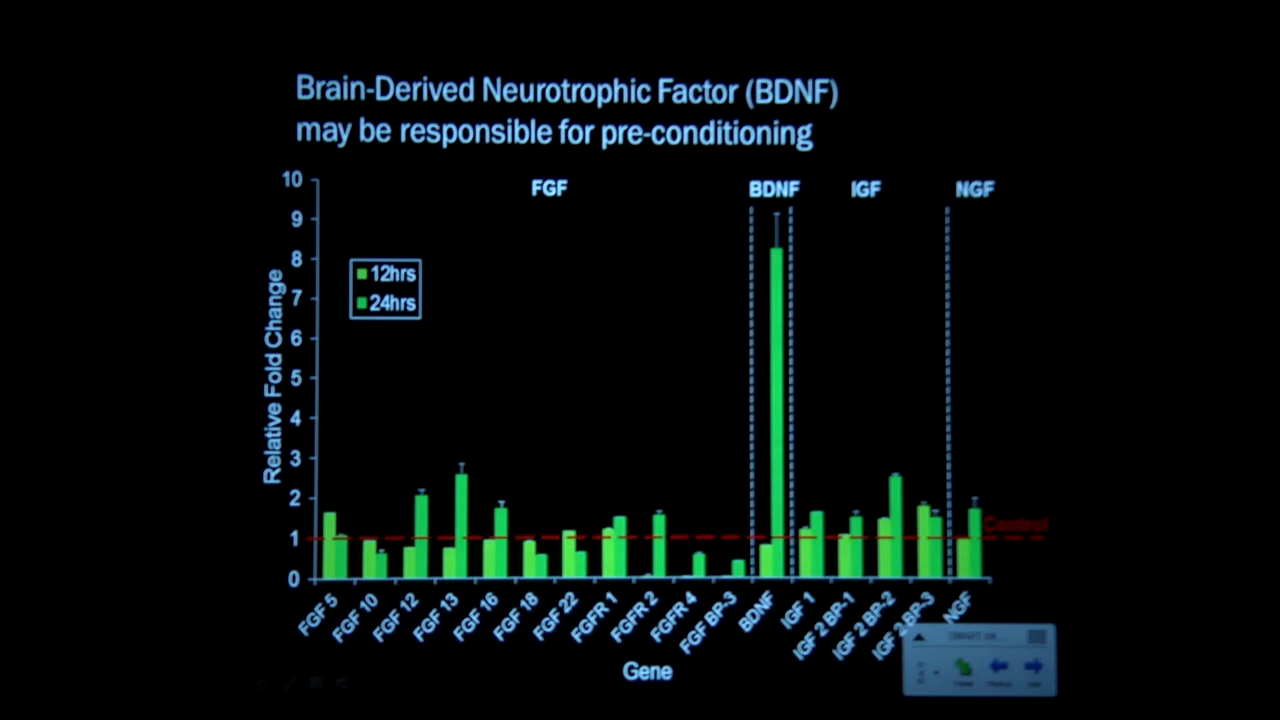 Brain-Derived Neurotrophic Factor (BDNF)
may be responsible for pre-conditioning
10
9
8
7
6
5
4
3
2
1
0
Relative Fold Change
FGF
BDNF
IGF
NGF
12hrs
24hrs
Control
FGF 5
FGF 10
FGF 12
FGF 13
FGF 16
FGF 18
FGF 22
FGFR 1
FGFR 2
FGFR 4
FGF BP-3
BDNF
IGF 1
IGF 2 BP-1
IGF 2 BP-2
IGF 2 BP-3
NGF
Gene